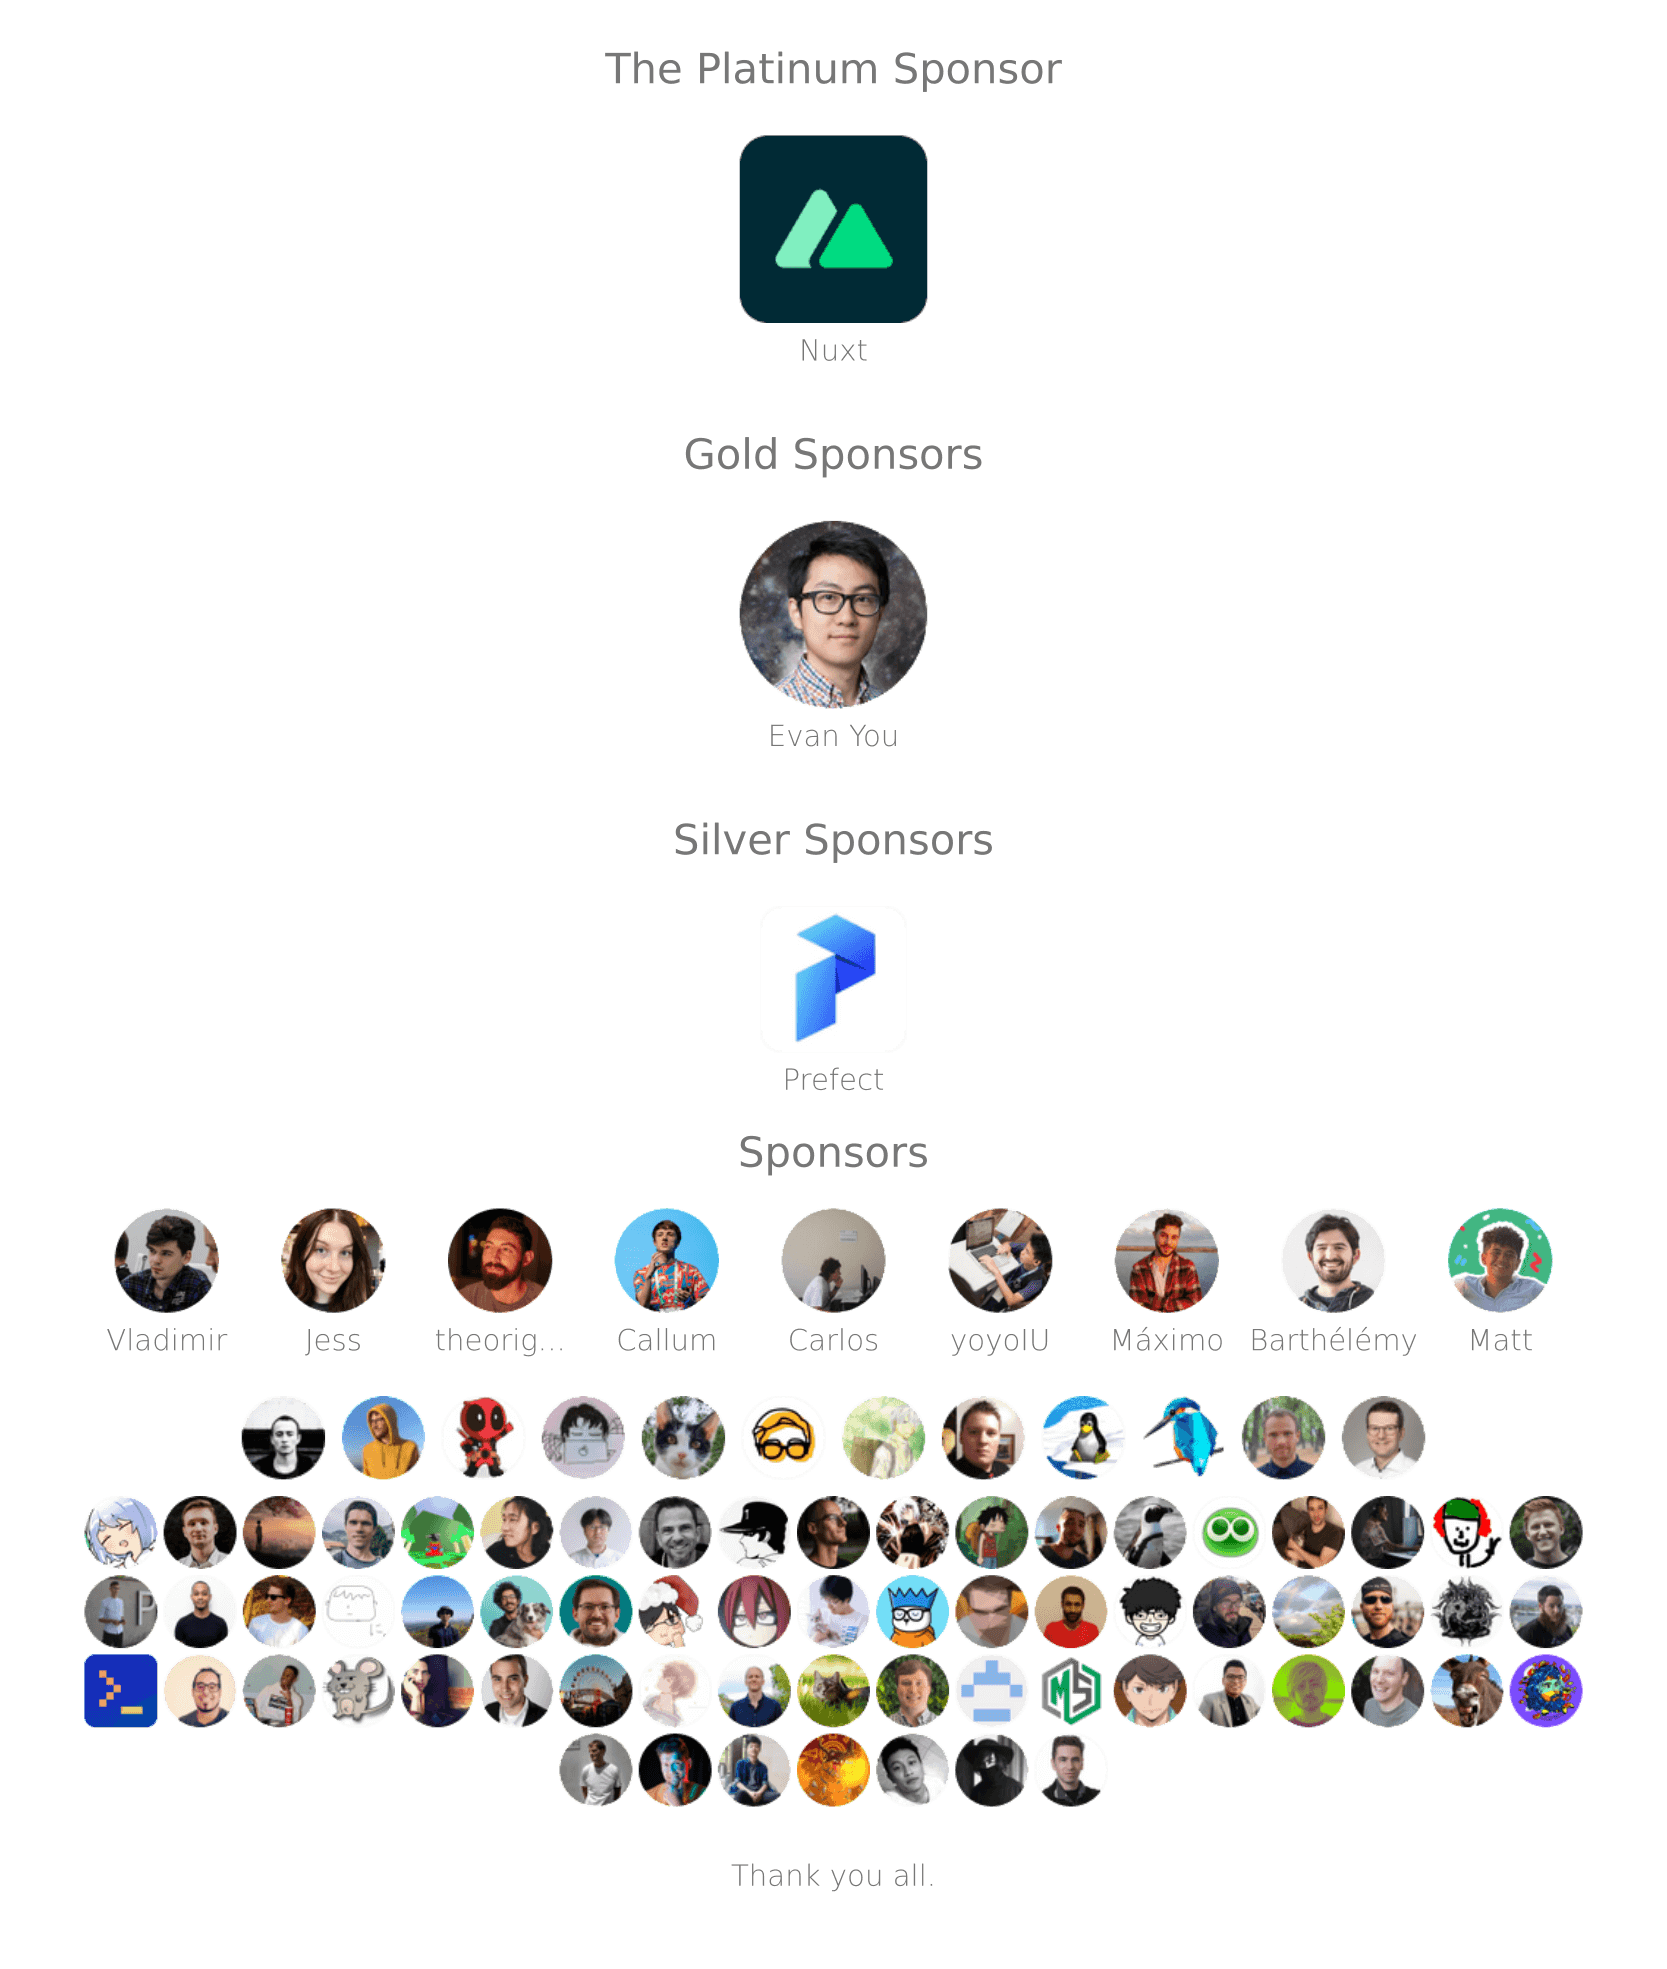 The Platinum Sponsor
Nuxt
Gold Sponsors
Evan You
Silver Sponsors
Prefect
Sponsors
Vladimir Jess theorig... Callum Carlos yoyoIU Máximo Barthélémy Matt
Thank you all.